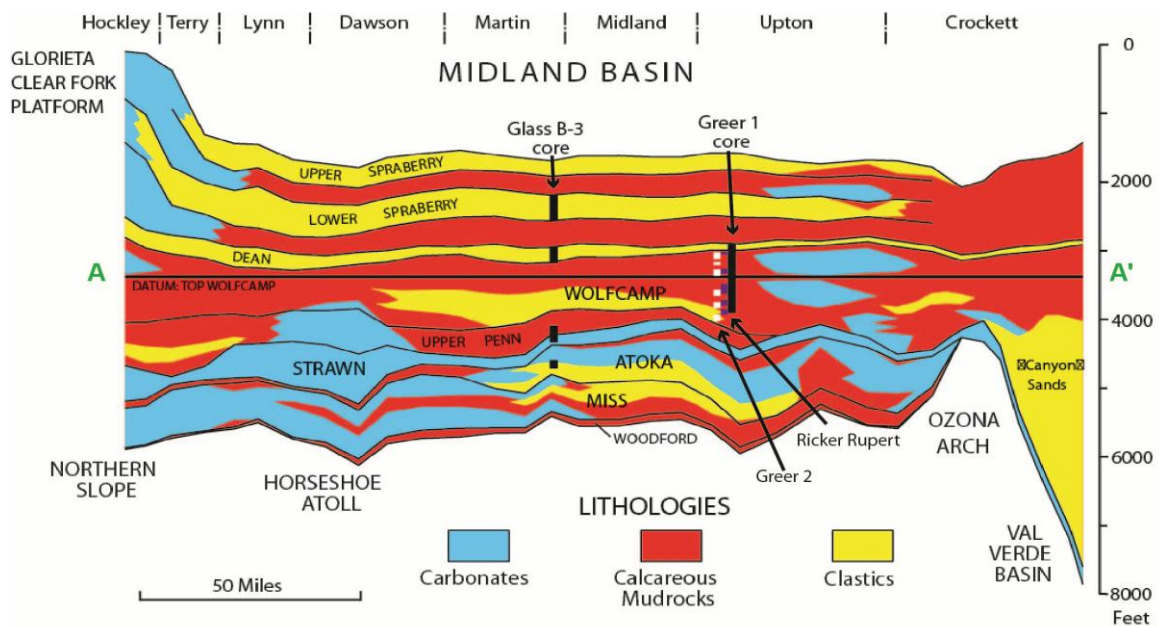 Hockley Terry Lynn Dawson Martin Midland Upton Crockett
GLORIETA
CLEAR FORK
PLATFORM
MIDLAND BASIN
Glass B-3
core
Greer 1
core
0
UPPER SPRABERRY
2000
LOWER SPRABERRY
DEAN
A
A'
DATUM: TOP WOLFCAMP
WOLFCAMP
4000
UPPER PENN
STRAWN
ATOKA
☒Canyon☒
Sands
MISS
WOODFORD
Ricker Rupert
OZONA
ARCH
Greer 2
6000
NORTHERN
SLOPE
HORSESHOE
ATOLL
LITHOLOGIES
VAL
VERDE
BASIN
Carbonates
Calcareous
Mudrocks
Clastics
50 Miles
8000
Feet